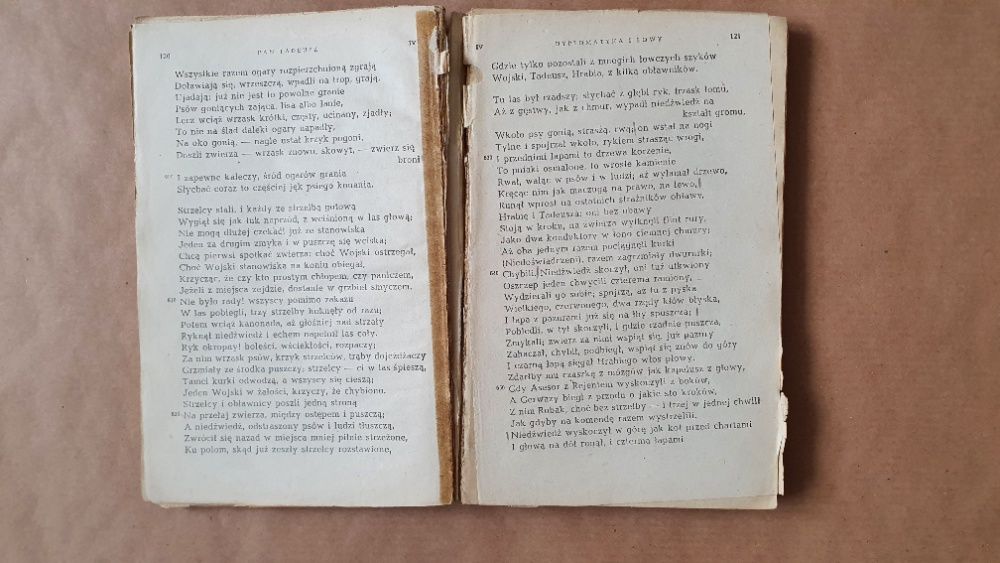 120
PAN TADEUSZ
IV
Wszystkie razem ogary rozpierzchnioną zgrają
Doławiają się, wrzeszczą, wpadli na trop, grają,
Ujadają: już nie jest to powolne granie
Psów goniących zająca, lisa albo łanie,
Lecz wciąż wrzask krótki, częsty, ucinany, zjadły;
To nie na ślad daleki ogary napadły,
Na oko gonią. — nagle ustał krzyk pogoni,
Doszli zwierza — wrzask znowu, skowyt, — zwierz się
broni
I zapewne kaleczy, śród ogarów grania
Słychać coraz to częściej jęk psiego konania.
Strzelcy stali, i każdy ze strzelbą gotową
Wygiął się jak łuk naprzód, z wciśnioną w las głową;
Nie mogą dłużej czekać! już ze stanowiska
Jeden za drugim zmyka i w puszczę się wciska;
Chcą pierwsi spotkać zwierza: choć Wojski ostrzegał,
Choć Wojski stanowiska na koniu obiegał,
Krzycząc, że czy kto prostym chłopem, czy paniczem,
Jeżeli z miejsca zejdzie, dostanie w grzbiet smyczem.
Nie było rady! wszyscy pomimo zakazu
W las pobiegli, trzy strzelby huknęły od razu;
Potem wciąż kanonada, aż głośniej nad strzały
Ryknął niedźwiedź i echem napełnił las cały.
Ryk okropny! boleści, wściekłości, rozpaczy;
Za nim wrzask psów, krzyk strzelców, trąby dojeżdżaczy
Grzmiały ze środka puszczy; strzelcy — ci w las śpieszą,
Tamci kurki odwodzą, a wszyscy się cieszą;
Jeden Wojski w żałości, krzyczy, że chybiono.
Strzelcy i obławnicy poszli jedną stroną
Na przełaj zwierza, między ostępem i puszczą;
A niedźwiedź, odstraszony psów i ludzi tłuszczą,
Zwrócił się nazad w miejsca mniej pilnie strzeżone,
Ku polom, skąd już zeszły strzelcy rozstawione,
IV
DYPLOMATYKA I ŁOWY
121
Gdzie tylko pozostali z mnogich łowczych szyków
Wojski, Tadeusz, Hrabia, z kilką obławników.
Tu las był rzadszy; słychać z głębi ryk, trzask łomu,
Aż z gęstwy, jak z chmur, wypadł niedźwiedź na
kształt gromu,
Wkoło psy gonią, straszą, rwą; on wstał na nogi
Tylne i spojrzał wkoło, rykiem strasząc wrogi,
I przednimi łapami to drzewa korzenie,
To pniaki osmalone, to wrosłe kamienie
Rwał, waląc w psów i w ludzi; aż wyłamał drzewo,
Kręcąc nim jak maczugą na prawo, na lewo,
Runął wprost na ostatnich strażników obławy,
Hrabię i Tadeusza: oni bez obawy
Stoją w kroku, na zwierza wytknęli flint rury,
Jako dwa konduktory w łono ciemnej chmury;
Aż oba jednym razem pociągnęli kurki
(Niedoświadczeni), razem zagrzmiały dwururki;
Chybili. Niedźwiedź skoczył, oni tuż utkwiony
Oszczep jeden chwycili czterema ramiony,
Wydzierali go sobie; spojrzą, aż tu z pyska
Wielkiego, czerwonego, dwa rzędy kłów błyska,
I łapa z pazurami już się na łby spuszcza;
Pobledli, w tył skoczyli, i gdzie rzadnie puszcza,
Zmykali; zwierz za nimi wspiął się, już pazury
Zahaczał, chybił, podbiegł, wspiął się znów do góry
I czarną łapą sięgał Hrabiego włos płowy.
Zdarłby mu czaszkę z mózgów jak kapelusz z głowy,
Gdy Asesor z Rejentem wyskoczyli z boków,
A Gerwazy biegł z przodu o jakie sto kroków,
Z nim Robak, choć bez strzelby — i trzej w jednej chwili
Jak gdyby na komendę razem wystrzelili.
Niedźwiedź wyskoczył w górę jak kot przed chartami
I głową na dół runął, i czterma łapami